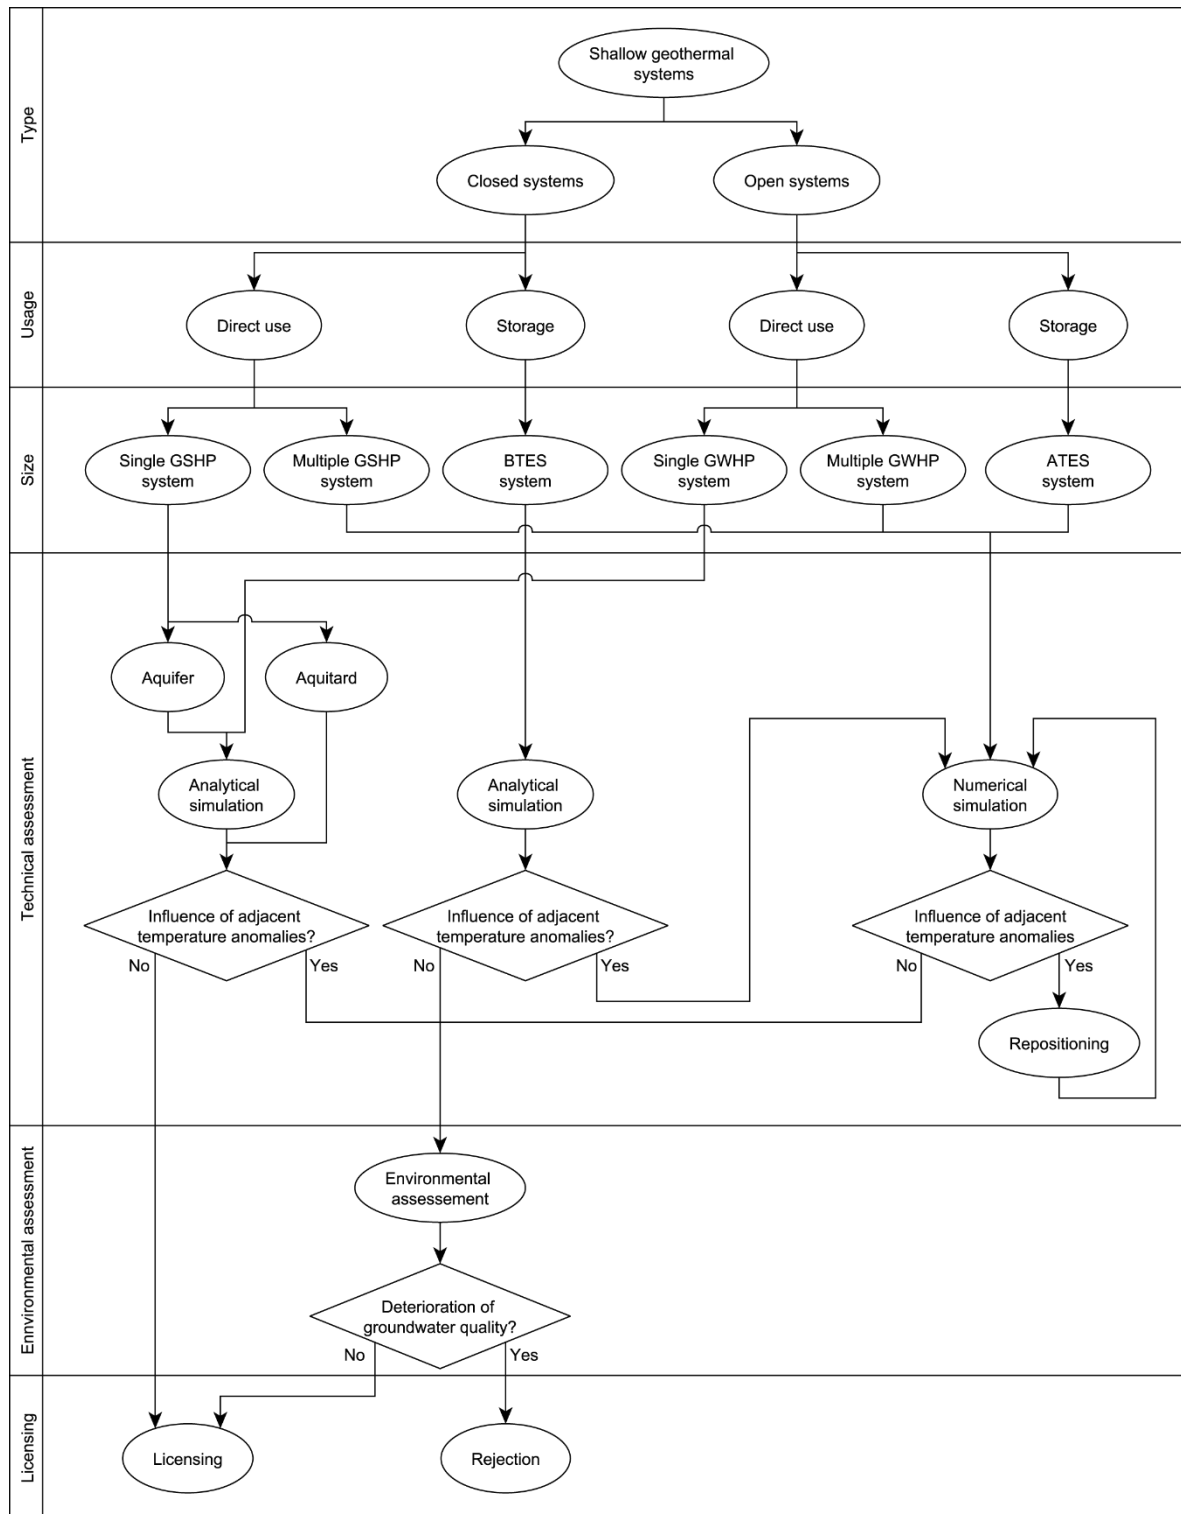 Type
Shallow geothermal
systems
Closed systems
Open systems
Usage
Direct use
Storage
Direct use
Storage
Size
Single GSHP
system
Multiple GSHP
system
BTES
system
Single GWHP
system
Multiple GWHP
system
ATES
system
Technical assessment
Aquifer
Aquitard
Analytical
simulation
Analytical
simulation
Numerical
simulation
Influence of adjacent
temperature anomalies?
Influence of adjacent
temperature anomalies?
Influence of adjacent
temperature anomalies
No
Yes
No
Yes
No
Yes
Repositioning
Ennvironmental assessment
Environmental
assessement
Deterioration of
groundwater quality?
No
Yes
Licensing
Licensing
Rejection